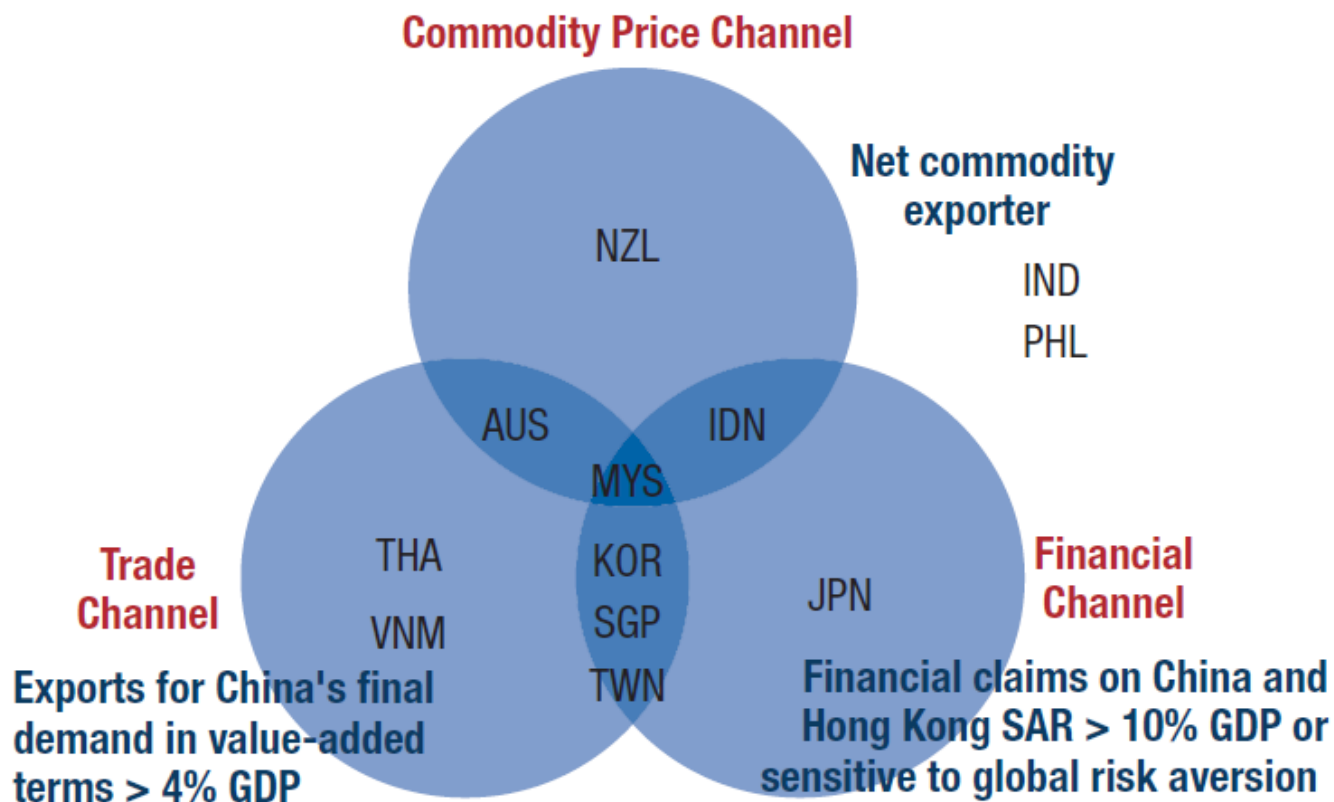 Commodity Price Channel
Net commodity
exporter
NZL
IND
PHL
AUS
IDN
MYS
Trade
Channel
THA
VNM
KOR
SGP
TWN
JPN
Financial
Channel
Exports for China's final
demand in value-added
terms > 4% GDP
Financial claims on China and
Hong Kong SAR > 10% GDP or
sensitive to global risk aversion